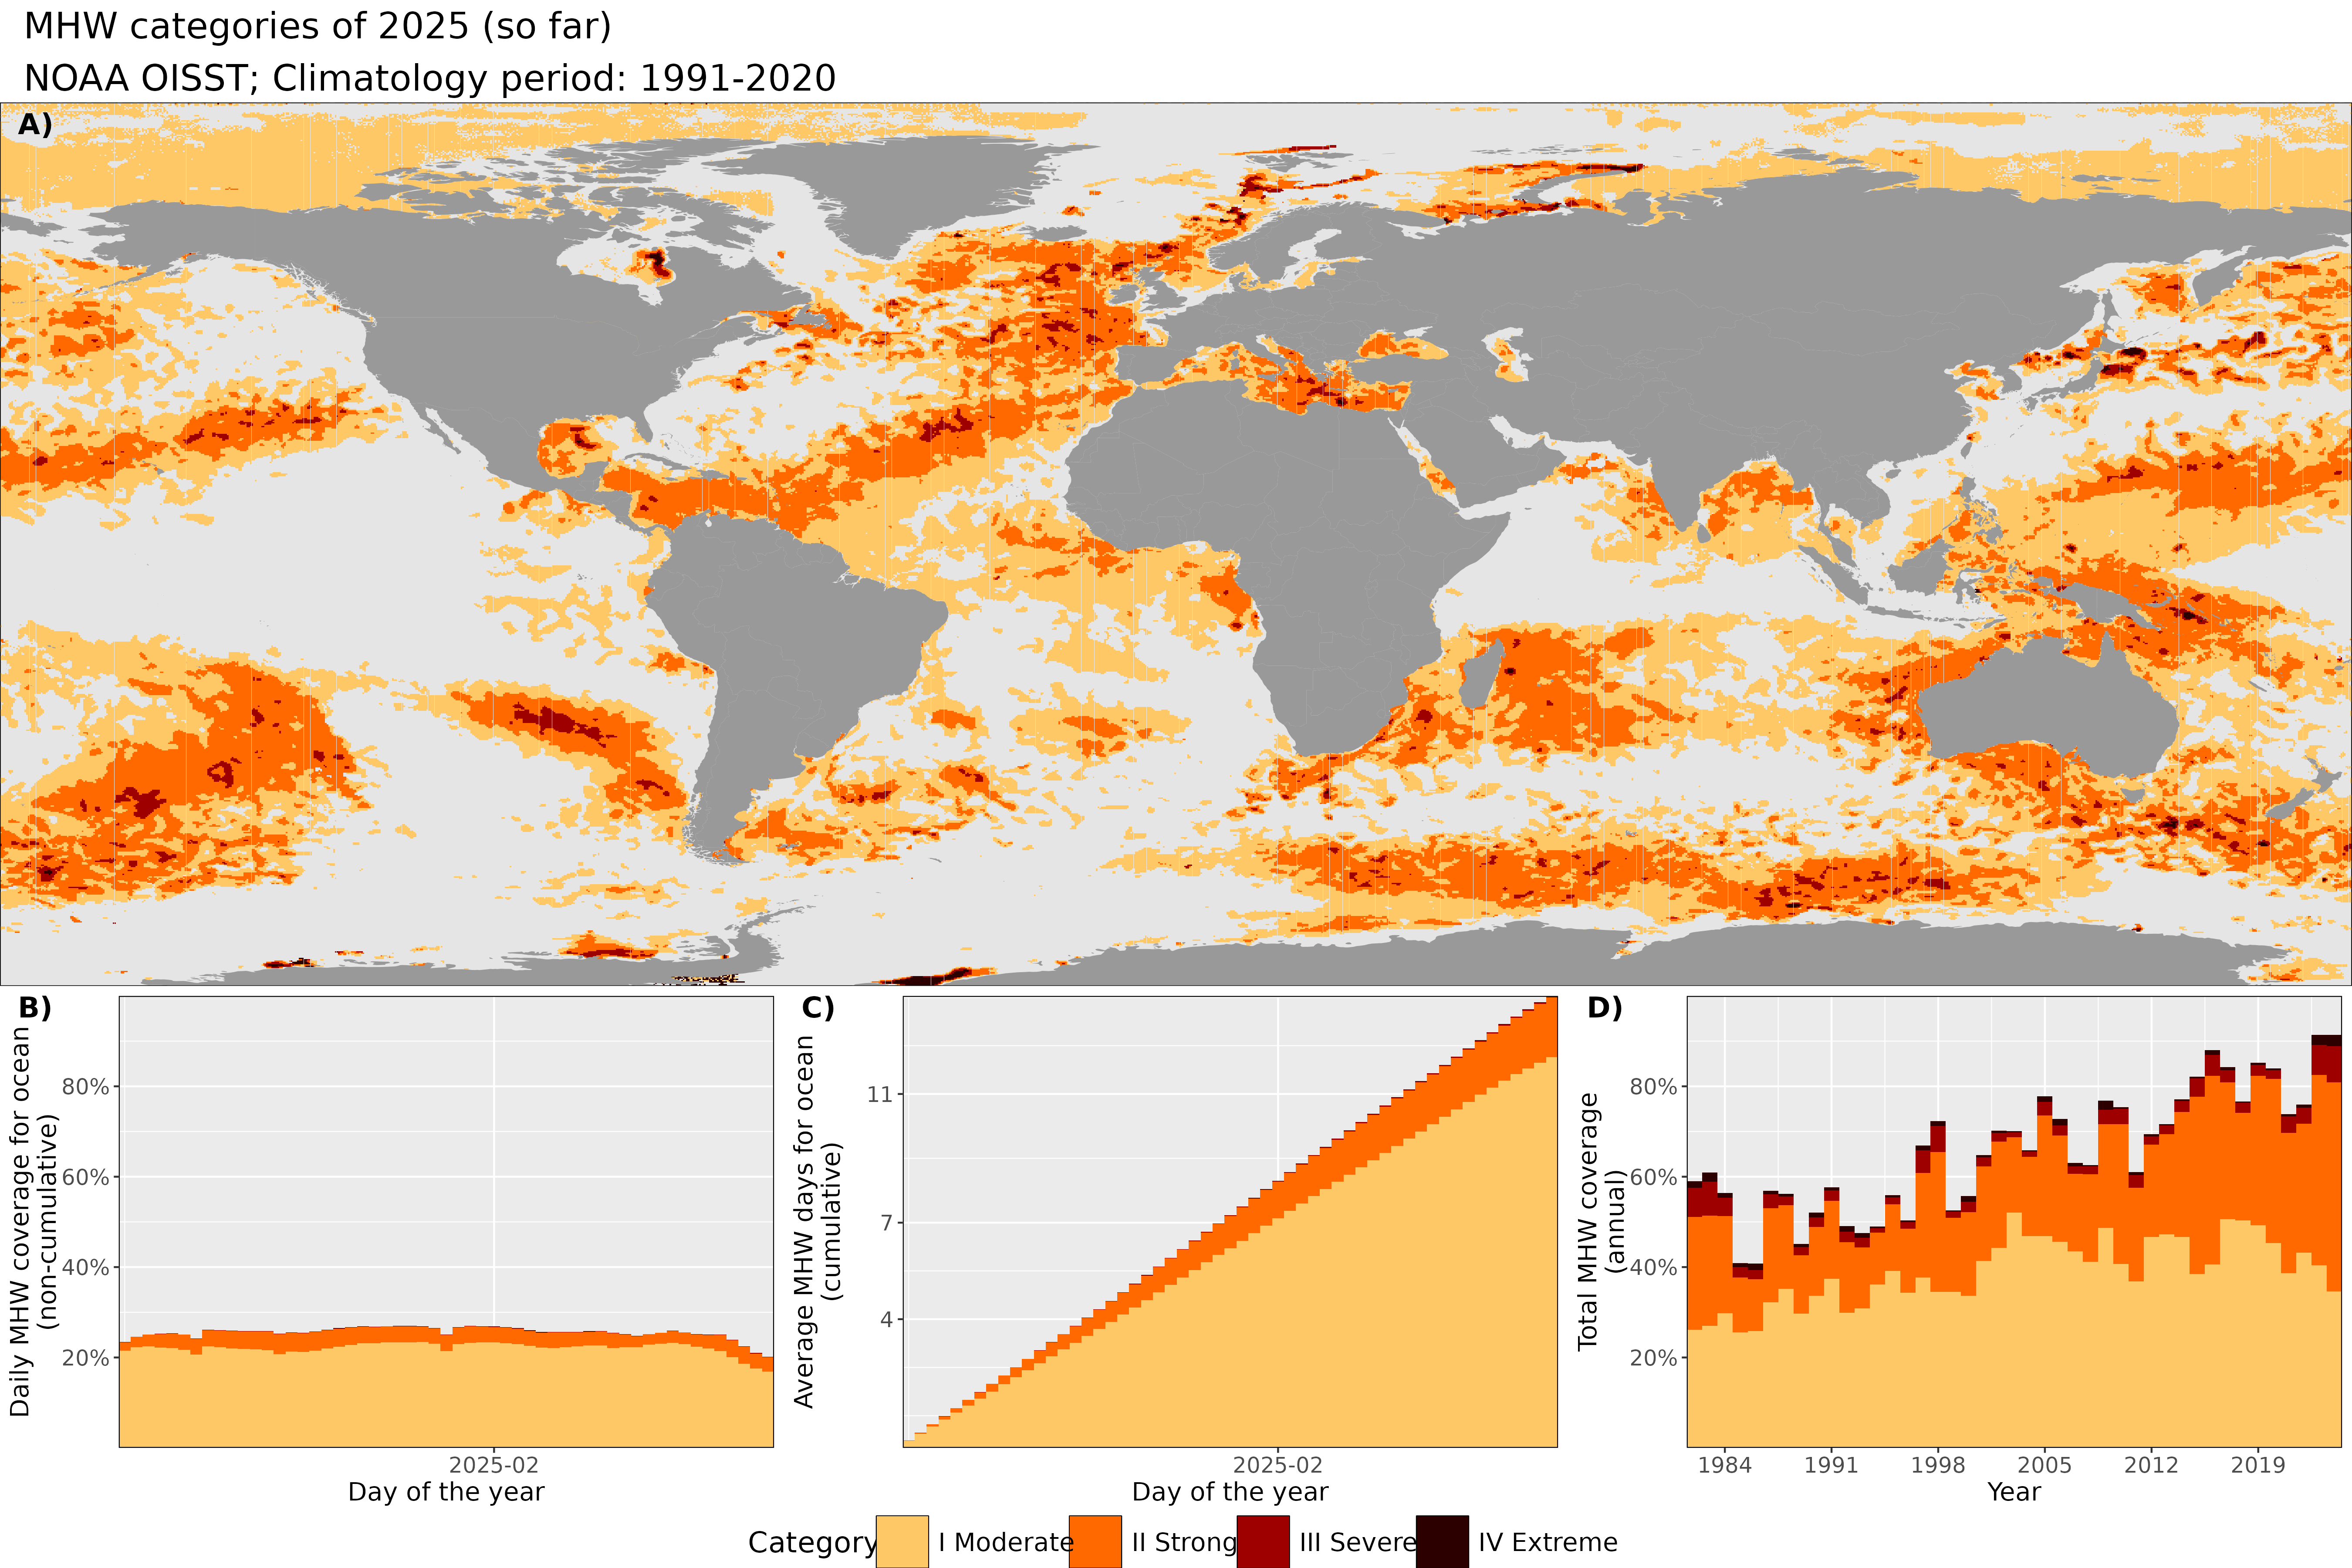 MHW categories of 2025 (so far)
NOAA OISST; Climatology period: 1991-2020
A)
B)
Daily MHW coverage for ocean
(non-cumulative)
80%
60%
40%
20%
2025-02
Day of the year
C)
Average MHW days for ocean
(cumulative)
11
7
4
2025-02
Day of the year
D)
Total MHW coverage
(annual)
80%
60%
40%
20%
1984 1991 1998 2005 2012 2019
Year
Category I Moderate II Strong III Severe IV Extreme